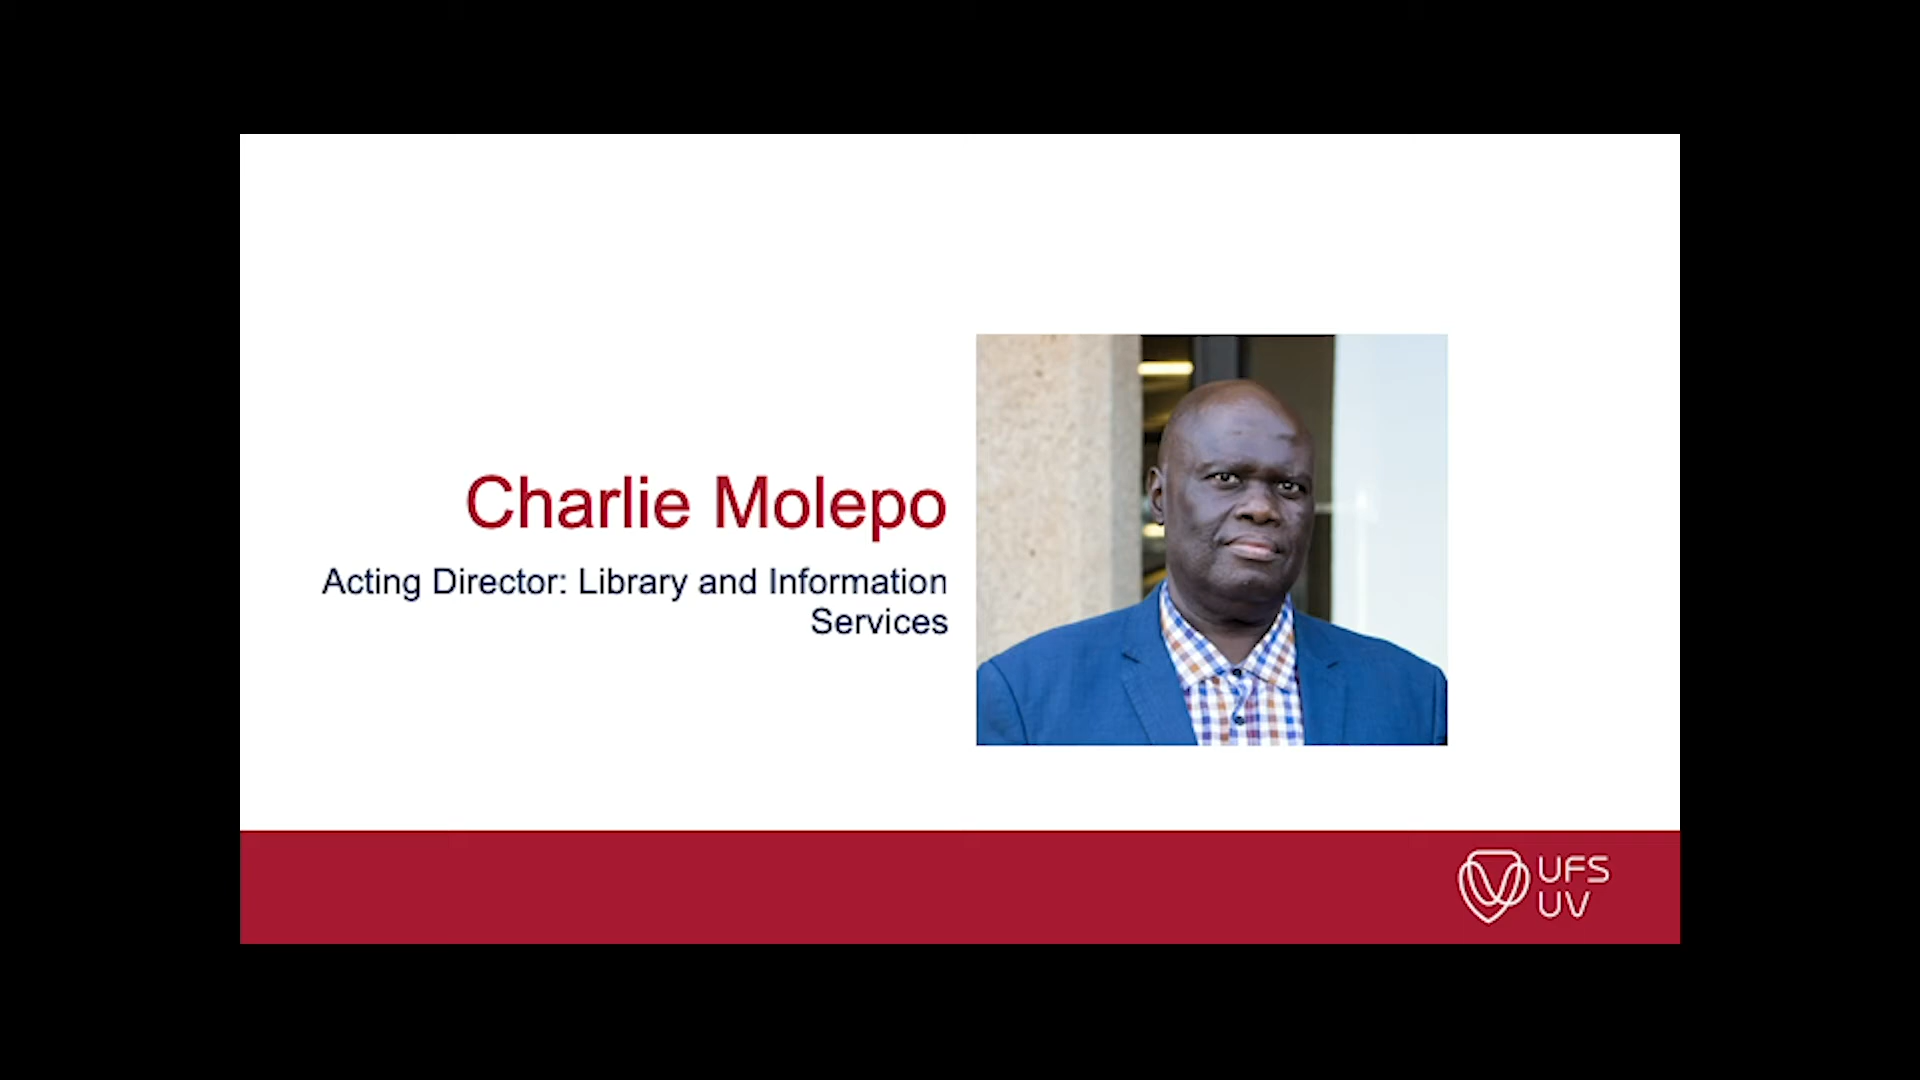 Charlie Molepo
Acting Director: Library and Information
Services
UFS
UV